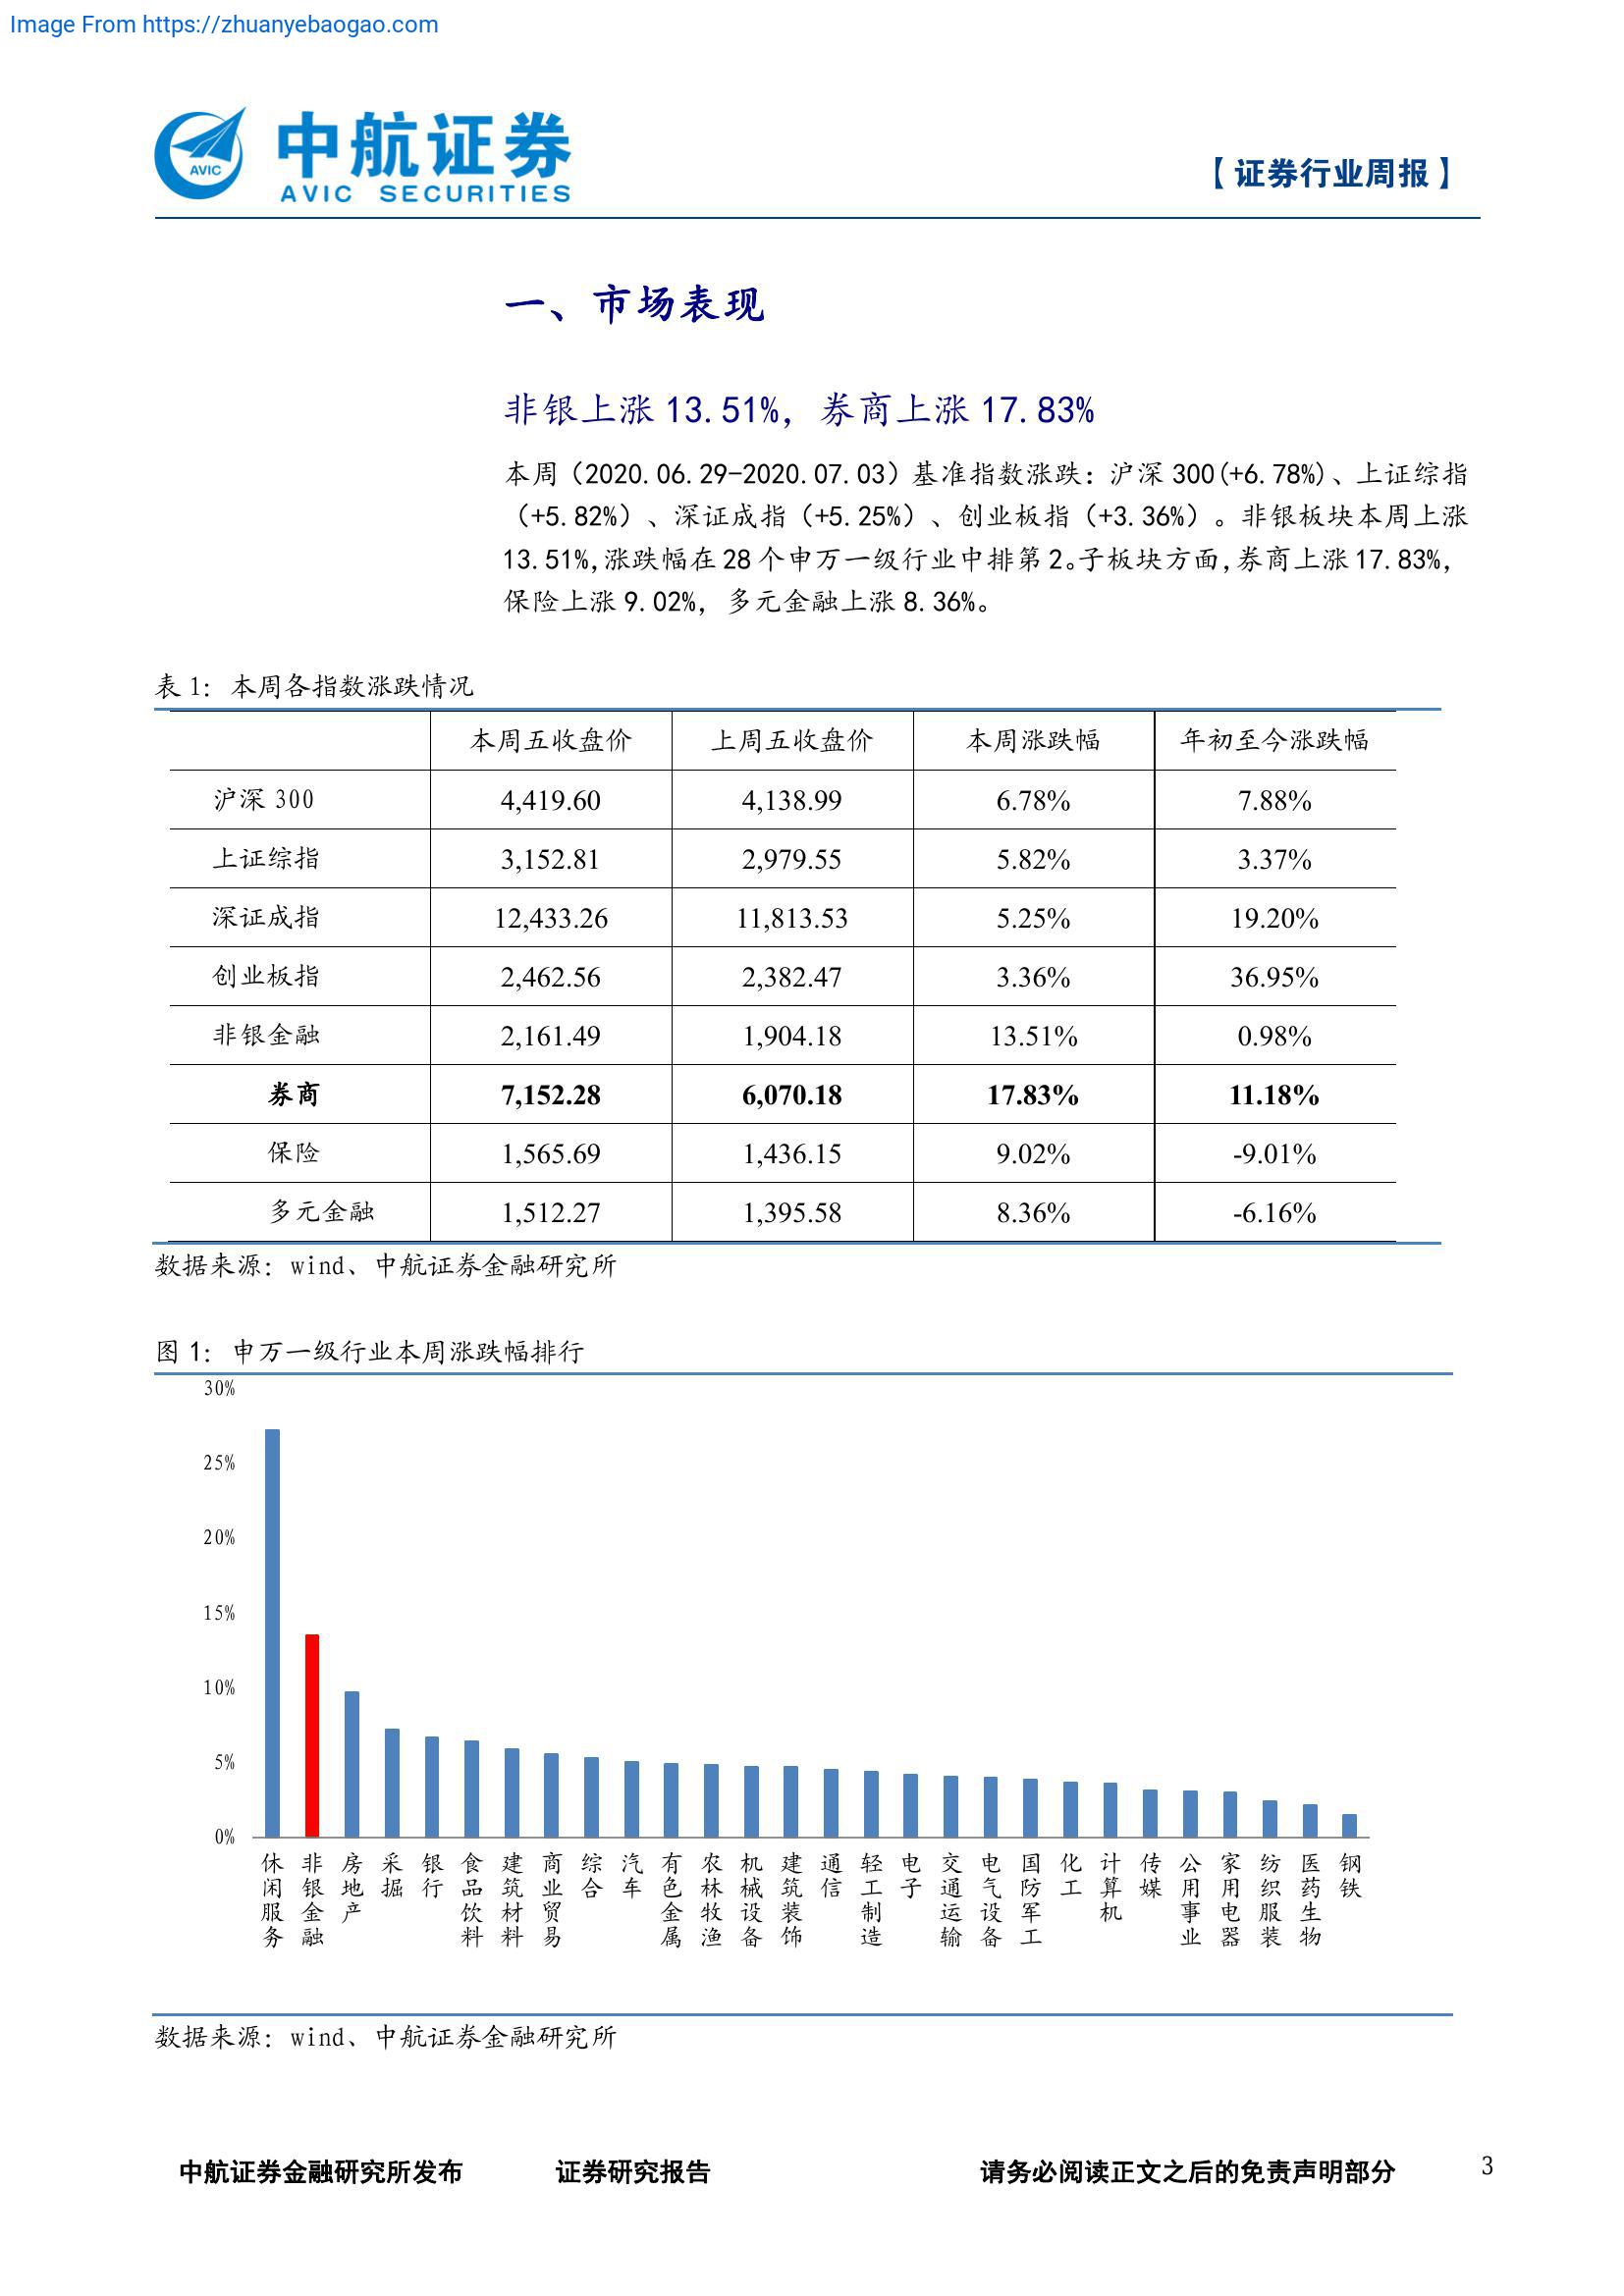 Image From https://zhuanyebaogao.com
AVIC
中航证券
AVIC SECURITIES
【证券行业周报】
一、市场表现
非银上涨 13.51%，券商上涨 17.83%
本周（2020.06.29-2020.07.03）基准指数涨跌：沪深 300(+6.78%)、上证综指
（+5.82%）、深证成指（+5.25%）、创业板指（+3.36%）。非银板块本周上涨
13.51%,涨跌幅在 28 个申万一级行业中排第 2。子板块方面,券商上涨 17.83%,
保险上涨 9.02%，多元金融上涨 8.36%。
表 1：本周各指数涨跌情况
本周五收盘价 上周五收盘价 本周涨跌幅 年初至今涨跌幅
沪深 300 4,419.60 4,138.99 6.78% 7.88%
上证综指 3,152.81 2,979.55 5.82% 3.37%
深证成指 12,433.26 11,813.53 5.25% 19.20%
创业板指 2,462.56 2,382.47 3.36% 36.95%
非银金融 2,161.49 1,904.18 13.51% 0.98%
券商 7,152.28 6,070.18 17.83% 11.18%
保险 1,565.69 1,436.15 9.02% -9.01%
多元金融 1,512.27 1,395.58 8.36% -6.16%
数据来源：wind、中航证券金融研究所
图 1：申万一级行业本周涨跌幅排行
30%
25%
20%
15%
10%
5%
0%
休闲服务
非银金融
房地产
采掘
银行
食品饮料
建筑材料
商业贸易
综合
汽车
有色金属
农林牧渔
机械设备
建筑装饰
通信
轻工制造
电子
交通运输
电气设备
国防军工
化工
计算机
传媒
公用事业
家用电器
纺织服装
医药生物
钢铁
数据来源：wind、中航证券金融研究所
中航证券金融研究所发布 证券研究报告 请务必阅读正文之后的免责声明部分 3